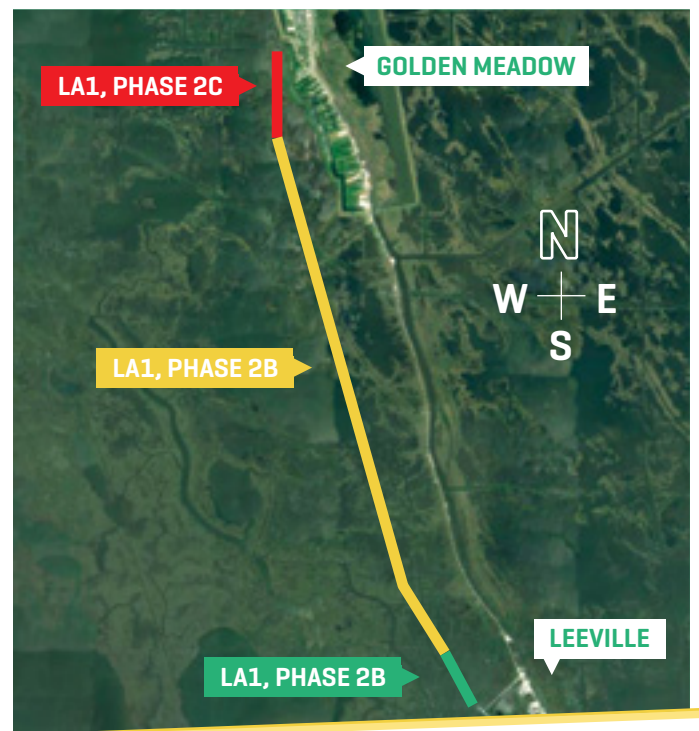 GOLDEN MEADOW
LA1, PHASE 2C
N
W E
S
LA1, PHASE 2B
LEEVILLE
LA1, PHASE 2B